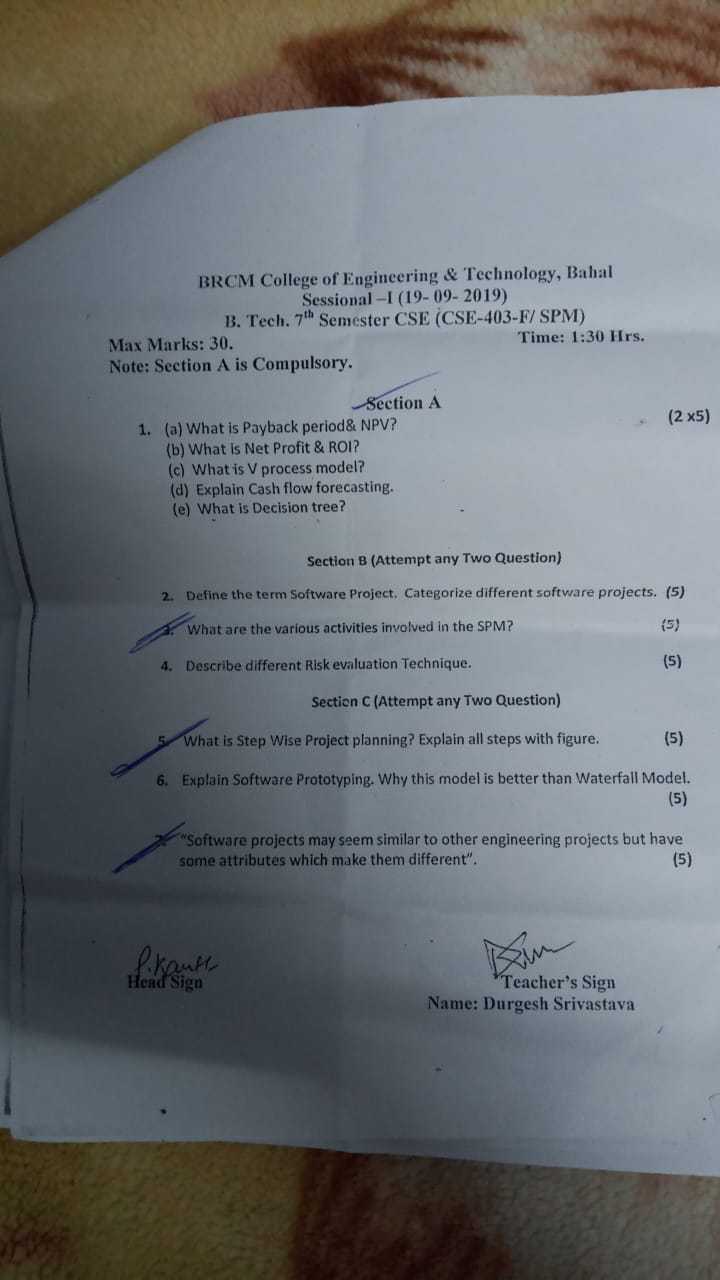 BRCM College of Engineering & Technology, Bahal
Sessional –I (19- 09- 2019)
B. Tech. 7th Semester CSE (CSE-403-F/ SPM)
Max Marks: 30. Time: 1:30 Hrs.
Note: Section A is Compulsory.
Section A
1. (a) What is Payback period& NPV? (2 x5)
(b) What is Net Profit & ROI?
(c) What is V process model?
(d) Explain Cash flow forecasting.
(e) What is Decision tree?
Section B (Attempt any Two Question)
2. Define the term Software Project. Categorize different software projects. (5)
3. What are the various activities involved in the SPM? (5)
4. Describe different Risk evaluation Technique. (5)
Section C (Attempt any Two Question)
5. What is Step Wise Project planning? Explain all steps with figure. (5)
6. Explain Software Prototyping. Why this model is better than Waterfall Model.
(5)
7. "Software projects may seem similar to other engineering projects but have
some attributes which make them different". (5)
Head Sign Teacher's Sign
Name: Durgesh Srivastava